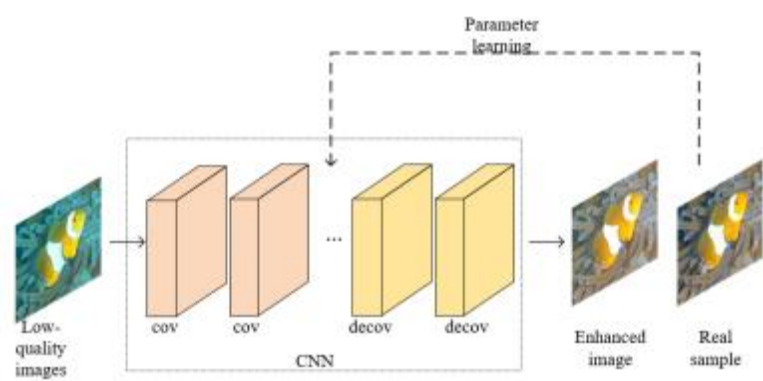 Parameter
learning
...
cov
cov
decov
decov
Low-
quality
images
CNN
Enhanced
image
Real
sample